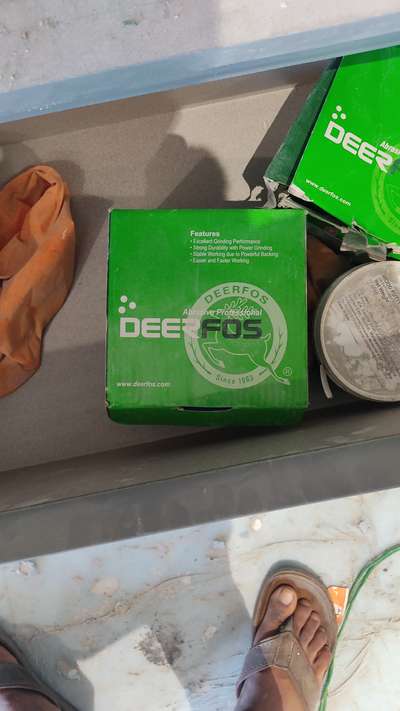 Features
• Excellent Grinding Performance
• Strong Durability with Power Grinding
• Stable Working due to Powerful Backing
• Easier and Faster Working
DEERFOS
Abrasive Professional
DEERFOS
Since 1963
®
www.deerfos.com
DEER
www.deerfos.com